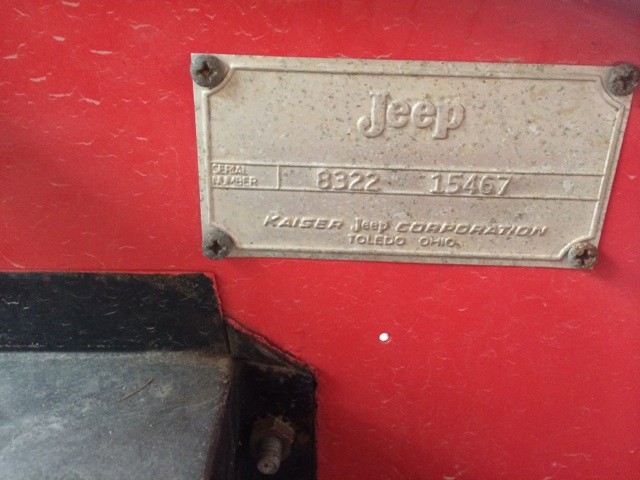 Jeep
SERIAL
NUMBER 8322 15467
KAISER Jeep CORPORATION
TOLEDO OHIO